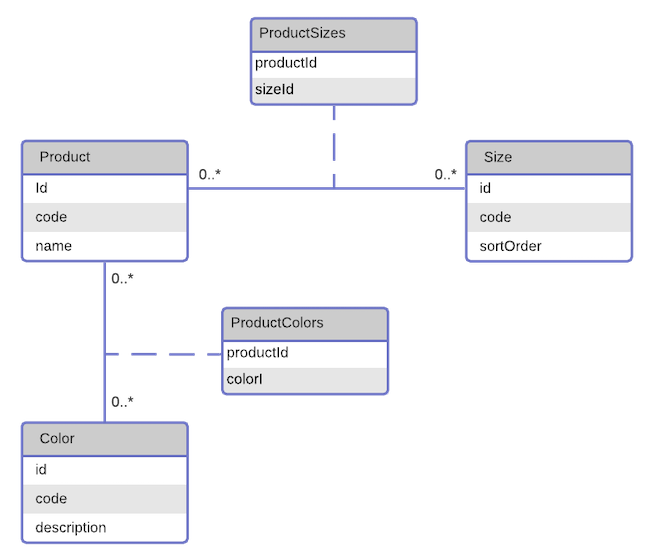 ProductSizes
productId
sizeId
Product
Id
code
name
0..*
0..*
Size
id
code
sortOrder
0..*
ProductColors
productId
colorI
0..*
Color
id
code
description